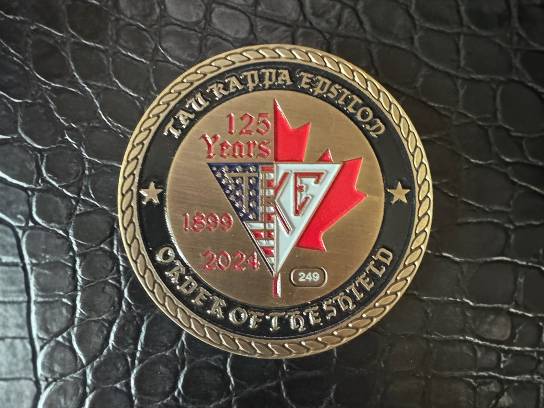 TAU KAPPA EPSILON
125
Years
TKE
1899
2024
249
ORDER OF THE SHIELD